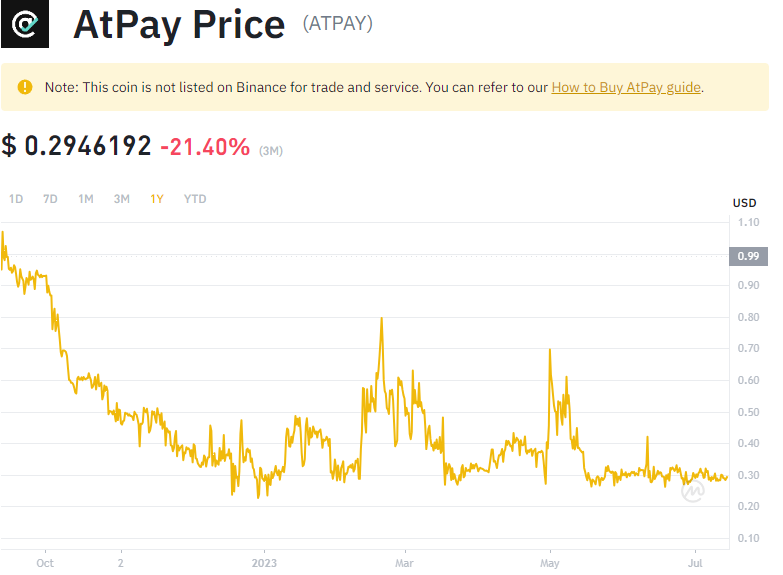 AtPay Price (ATPAY)
Note: This coin is not listed on Binance for trade and service. You can refer to our How to Buy AtPay guide.
$ 0.2946192 -21.40% (3M)
1D 7D 1M 3M 1Y YTD
USD
1.10
0.99
0.90
0.80
0.70
0.60
0.50
0.40
0.30
0.20
0.10
Oct 2 2023 Mar May Jul